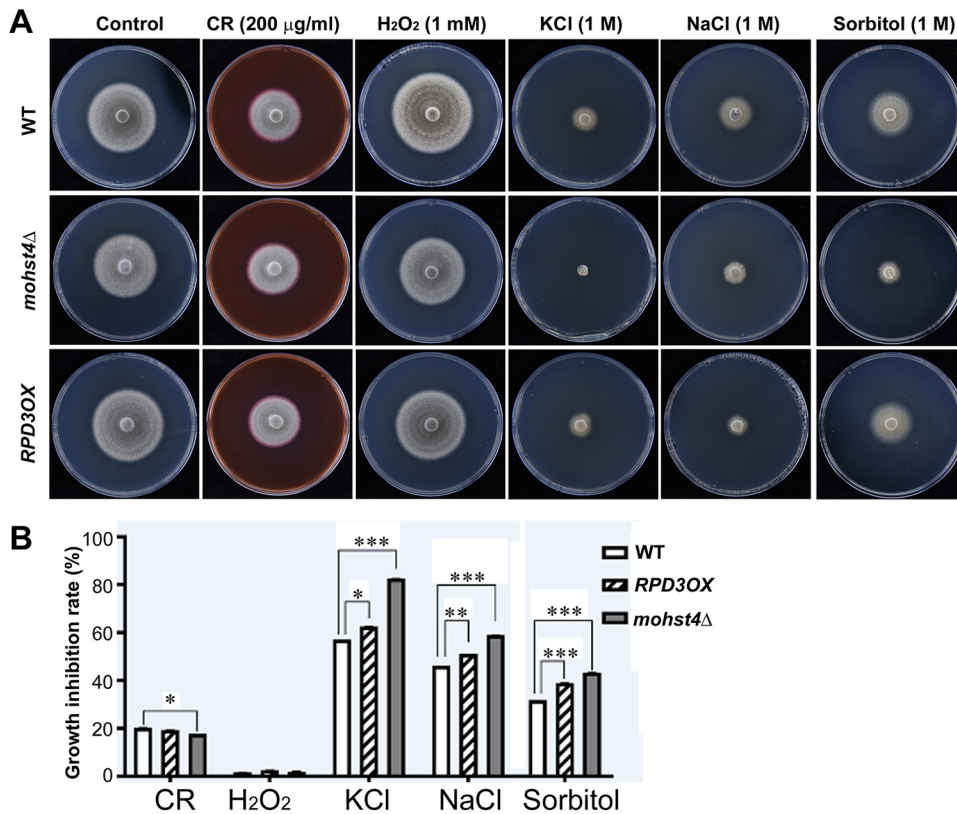 A
Control CR (200 μg/ml) H₂O₂ (1 mM) KCl (1 M) NaCl (1 M) Sorbitol (1 M)
WT
mohst4Δ
RPD3OX
B
Growth inhibition rate (%)
100
80
60
40
20
0
*
*
***
**
***
***
***
WT
RPD3OX
mohst4Δ
CR H₂O₂ KCl NaCl Sorbitol